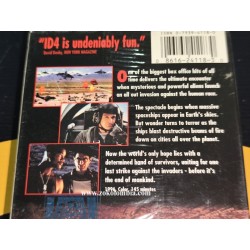 "ID4 is undeniably fun."
David Denby, NEW YORK MAGAZINE
One of the biggest box office hits of all
time delivers the ultimate encounter
when mysterious and powerful aliens launch
an all out invasion against the human race.
The spectacle begins when massive
spaceships appear in Earth's skies.
But wonder turns to terror as the
ships blast destructive beams of fire
down on cities all over the planet.
Now the world's only hope lies with a
determined band of survivors, uniting for one
last strike against the invaders - before it's
the end of mankind.
1996, Color, 145 minutes
www.zokotommba.com